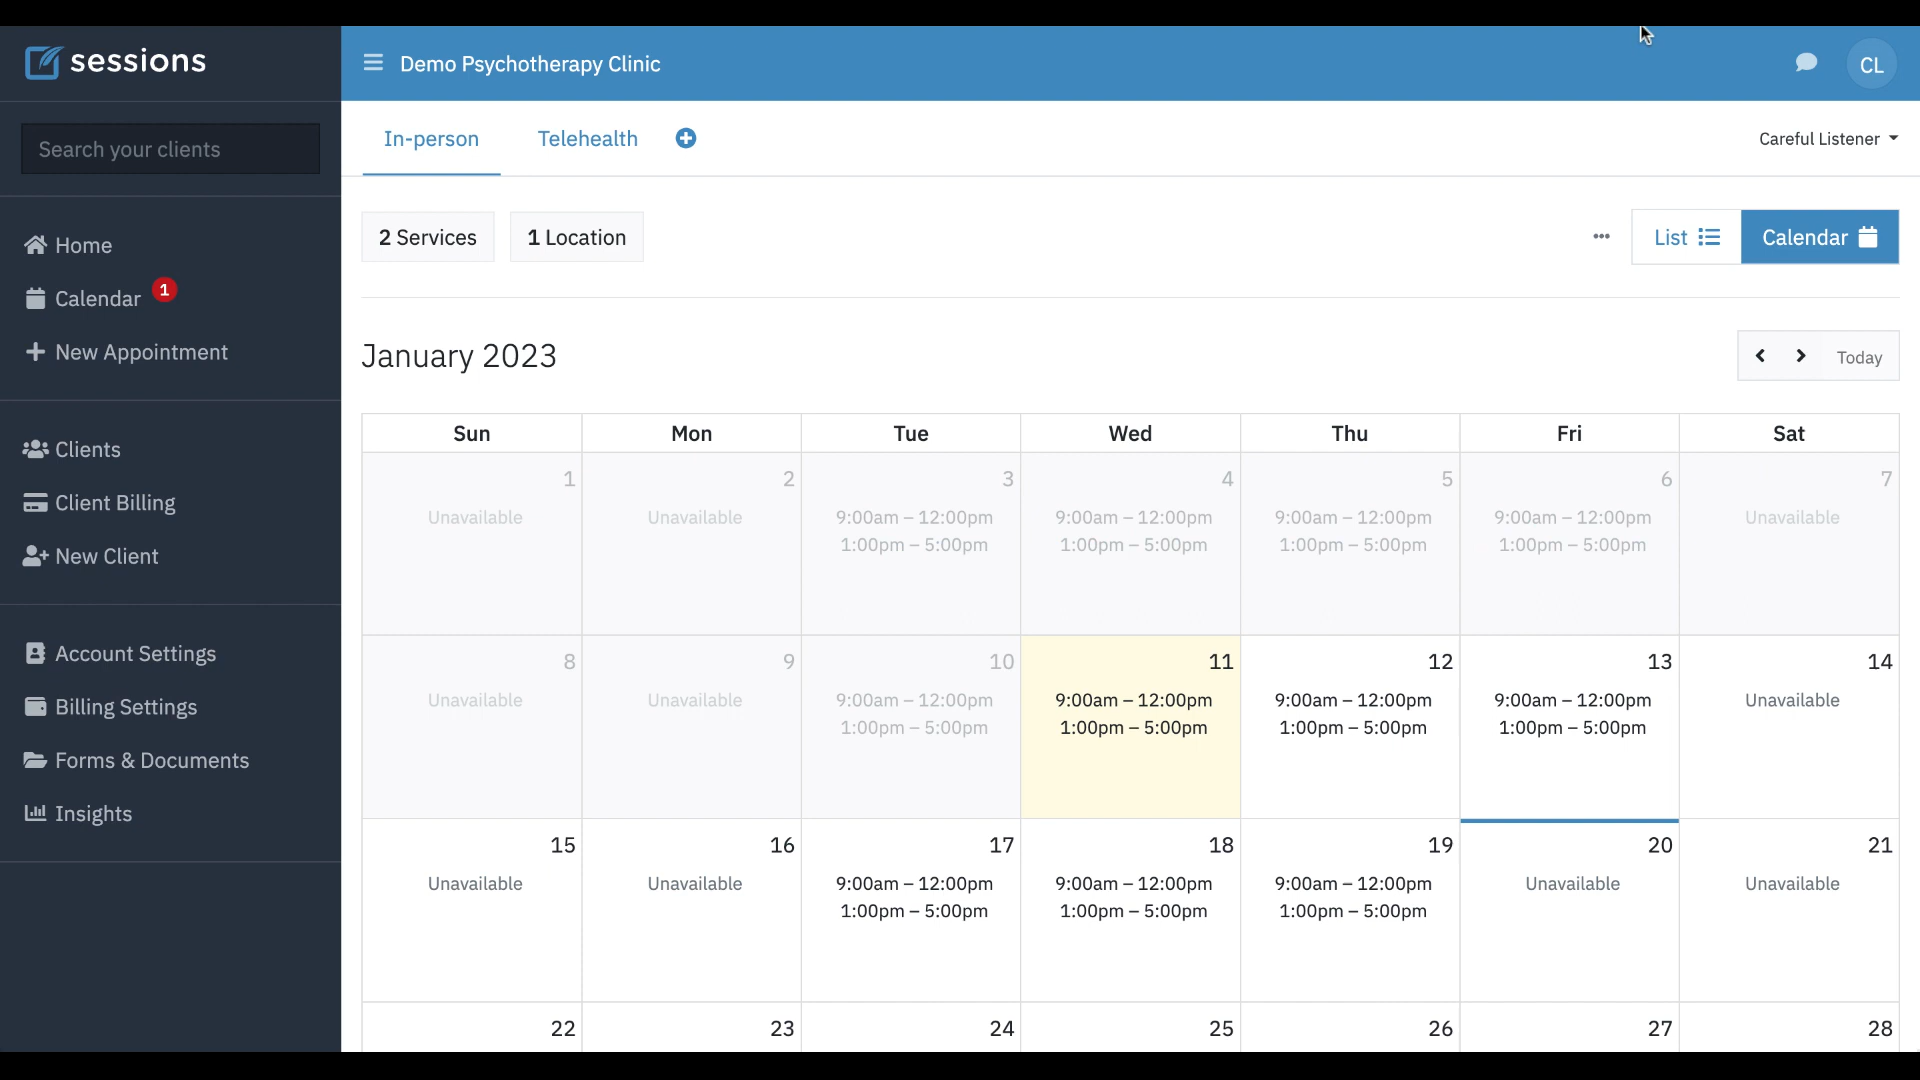 sessions
Demo Psychotherapy Clinic
CL
Search your clients
Home
Calendar 1
New Appointment
Clients
Client Billing
New Client
Account Settings
Billing Settings
Forms & Documents
Insights
In-person Telehealth
Careful Listener
2 Services 1 Location
List Calendar
January 2023
Today
Sun Mon Tue Wed Thu Fri Sat
1 2 3 4 5 6 7
Unavailable Unavailable 9:00am – 12:00pm 9:00am – 12:00pm 9:00am – 12:00pm 9:00am – 12:00pm Unavailable
1:00pm – 5:00pm 1:00pm – 5:00pm 1:00pm – 5:00pm 1:00pm – 5:00pm
8 9 10 11 12 13 14
Unavailable Unavailable 9:00am – 12:00pm 9:00am – 12:00pm 9:00am – 12:00pm 9:00am – 12:00pm Unavailable
1:00pm – 5:00pm 1:00pm – 5:00pm 1:00pm – 5:00pm 1:00pm – 5:00pm
15 16 17 18 19 20 21
Unavailable Unavailable 9:00am – 12:00pm 9:00am – 12:00pm 9:00am – 12:00pm Unavailable Unavailable
1:00pm – 5:00pm 1:00pm – 5:00pm 1:00pm – 5:00pm
22 23 24 25 26 27 28